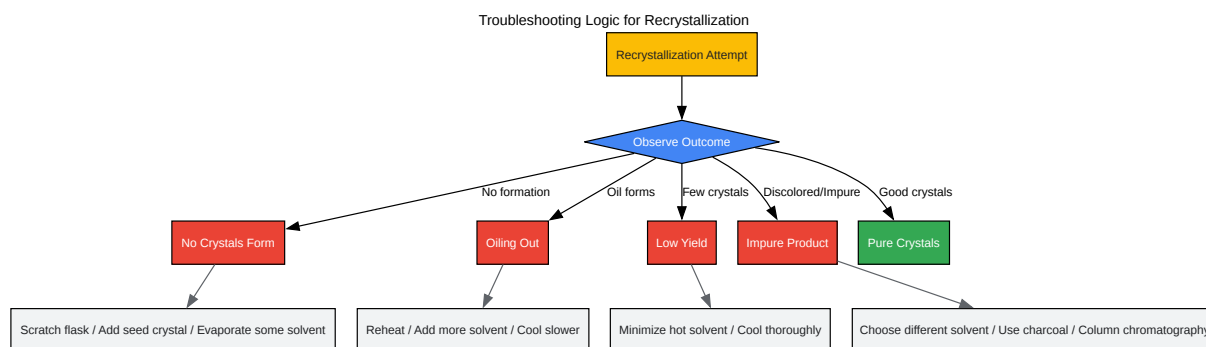 Troubleshooting Logic for Recrystallization
Recrystallization Attempt
Observe Outcome
No formation
Oil forms
Few crystals
Discolored/Impure
Good crystals
No Crystals Form
Oiling Out
Low Yield
Impure Product
Pure Crystals
Scratch flask / Add seed crystal / Evaporate some solvent
Reheat / Add more solvent / Cool slower
Minimize hot solvent / Cool thoroughly
Choose different solvent / Use charcoal / Column chromatography